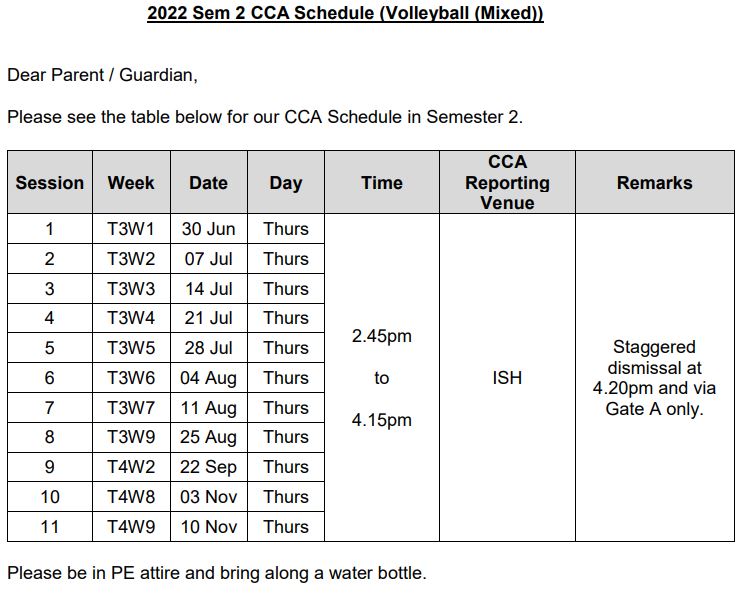 2022 Sem 2 CCA Schedule (Volleyball (Mixed))
Dear Parent / Guardian,
Please see the table below for our CCA Schedule in Semester 2.
Session Week Date Day Time CCA Reporting Venue Remarks
1 T3W1 30 Jun Thurs
2 T3W2 07 Jul Thurs
3 T3W3 14 Jul Thurs
4 T3W4 21 Jul Thurs
5 T3W5 28 Jul Thurs
6 T3W6 04 Aug Thurs
7 T3W7 11 Aug Thurs
8 T3W9 25 Aug Thurs
9 T4W2 22 Sep Thurs
10 T4W8 03 Nov Thurs
11 T4W9 10 Nov Thurs
2.45pm
to
4.15pm
ISH
Staggered
dismissal at
4.20pm and via
Gate A only.
Please be in PE attire and bring along a water bottle.